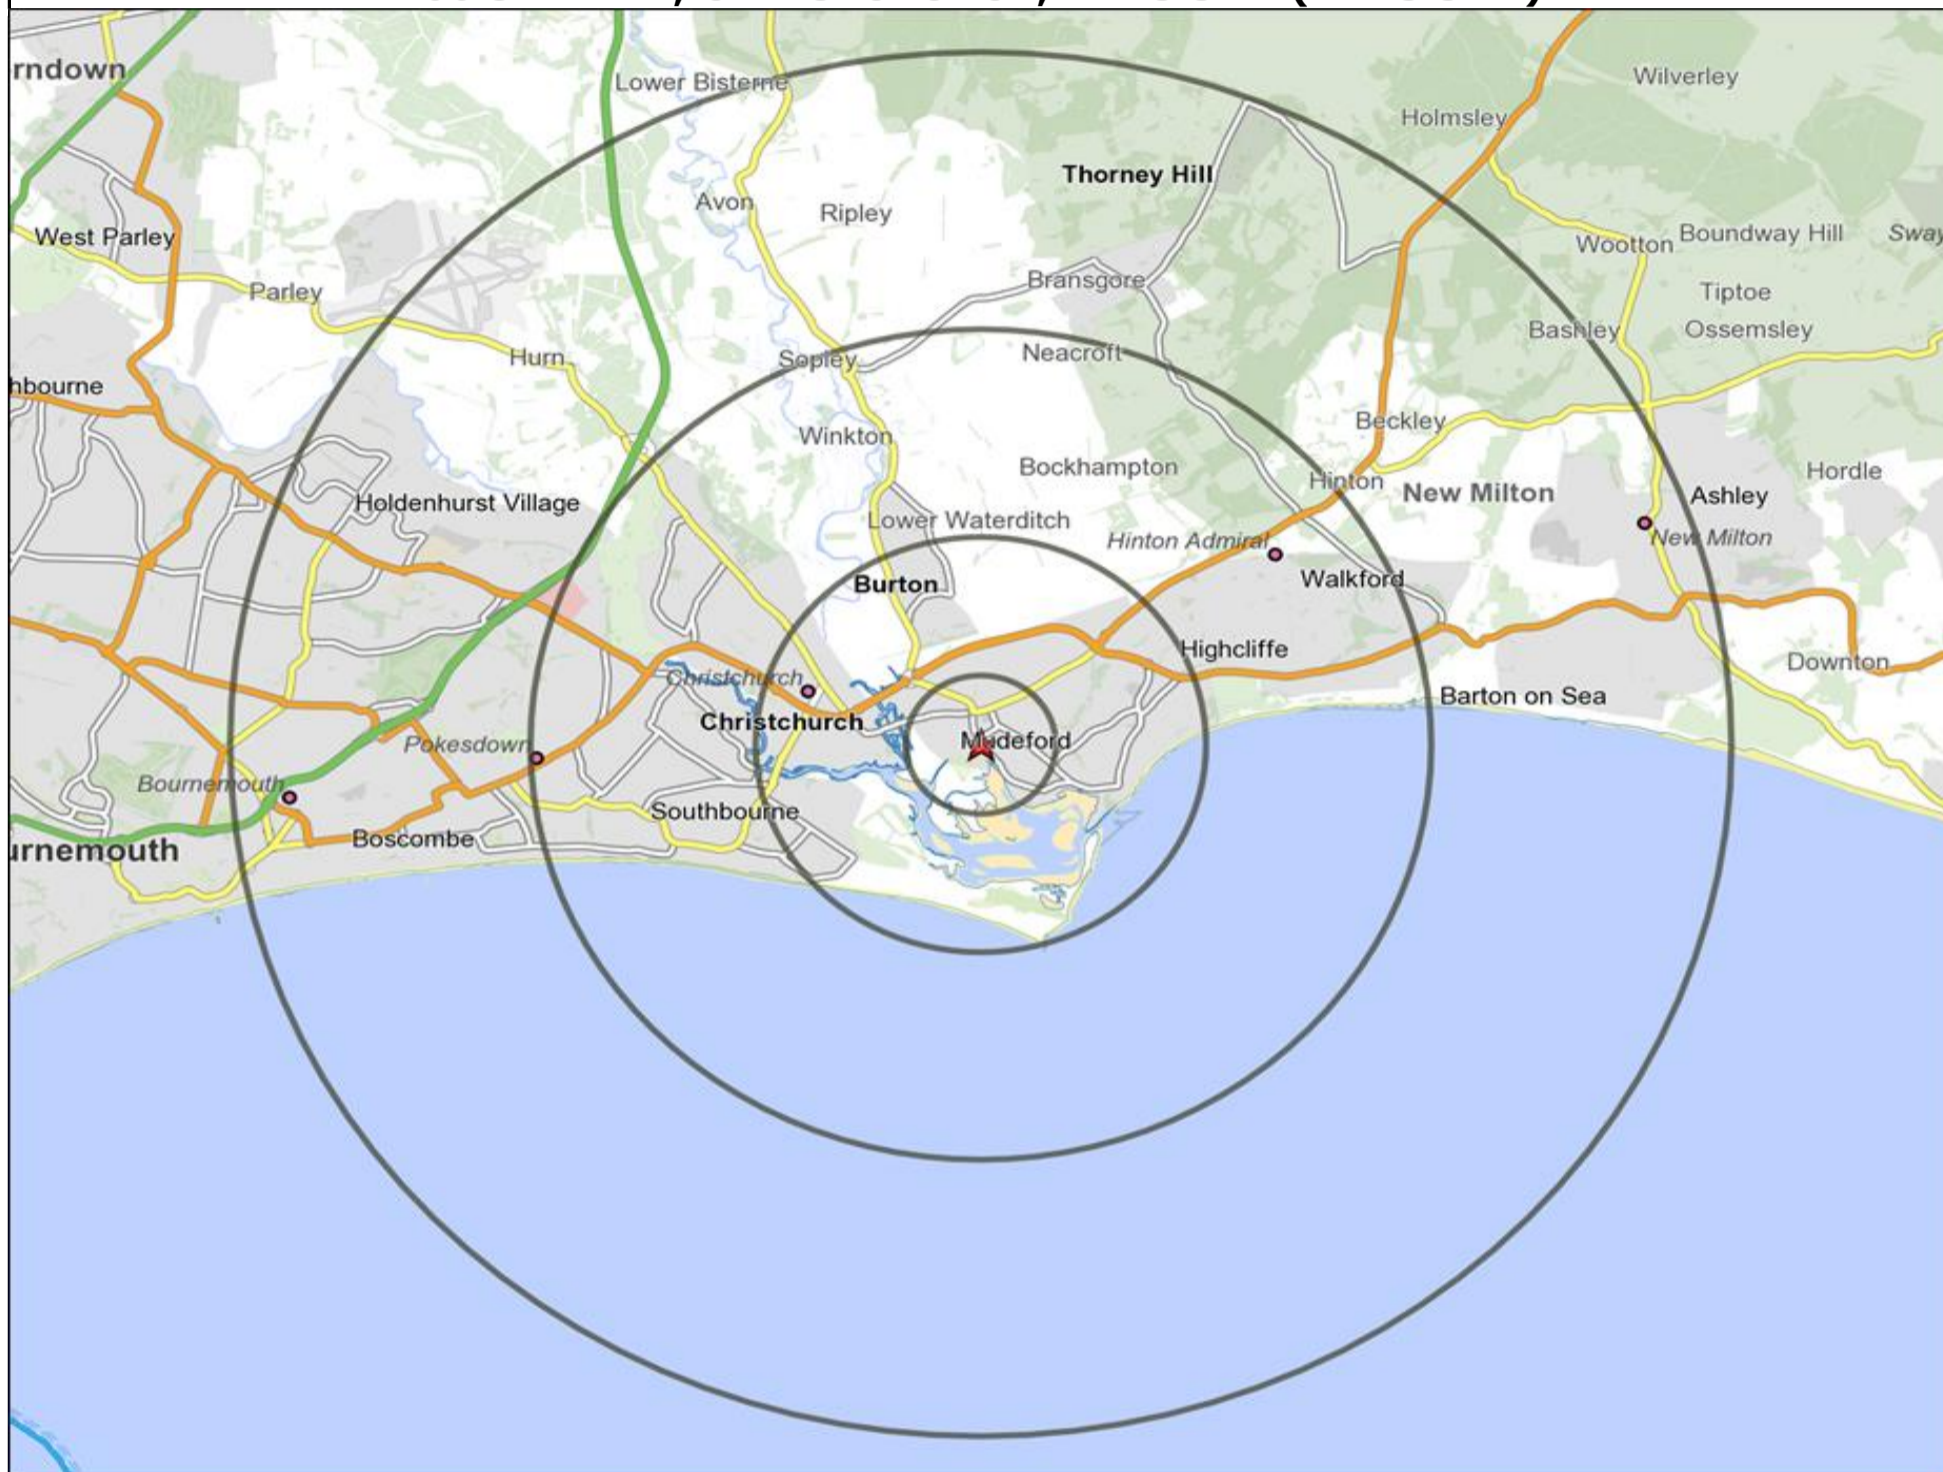 rndown
Lower Bisterne
Wilverley
Holmsley
Thorney Hill
Avon
Ripley
West Parley
Wootton
Boundway Hill
Sway
Parley
Bransgore
Tiptoe
Bashley
Ossemsley
Hurn
Sopley
Neacroft
hbourne
Beckley
Winkton
Bockhampton
Hinton
New Milton
Hordle
Holdenhurst Village
Ashley
Lower Waterditch
Hinton Admiral
New Milton
Burton
Walkford
Highcliffe
Downton
Christchurch
Barton on Sea
Christchurch
Mudeford
Pokesdown
Bournemouth
Southbourne
Boscombe
urnemouth